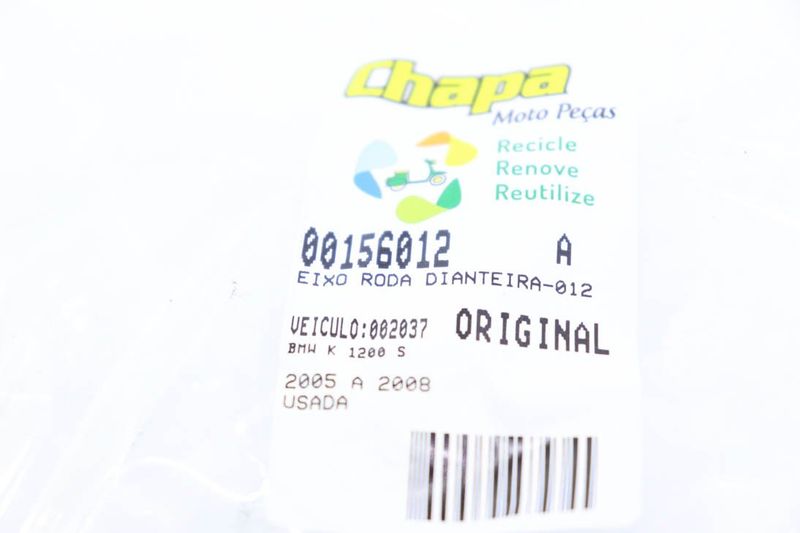 Chapa
Moto Peças
Recicle
Renove
Reutilize
00156012 A
EIXO RODA DIANTEIRA-012
VEICULO:002037 ORIGINAL
BMW K 1200 S
2005 A 2008
USADA